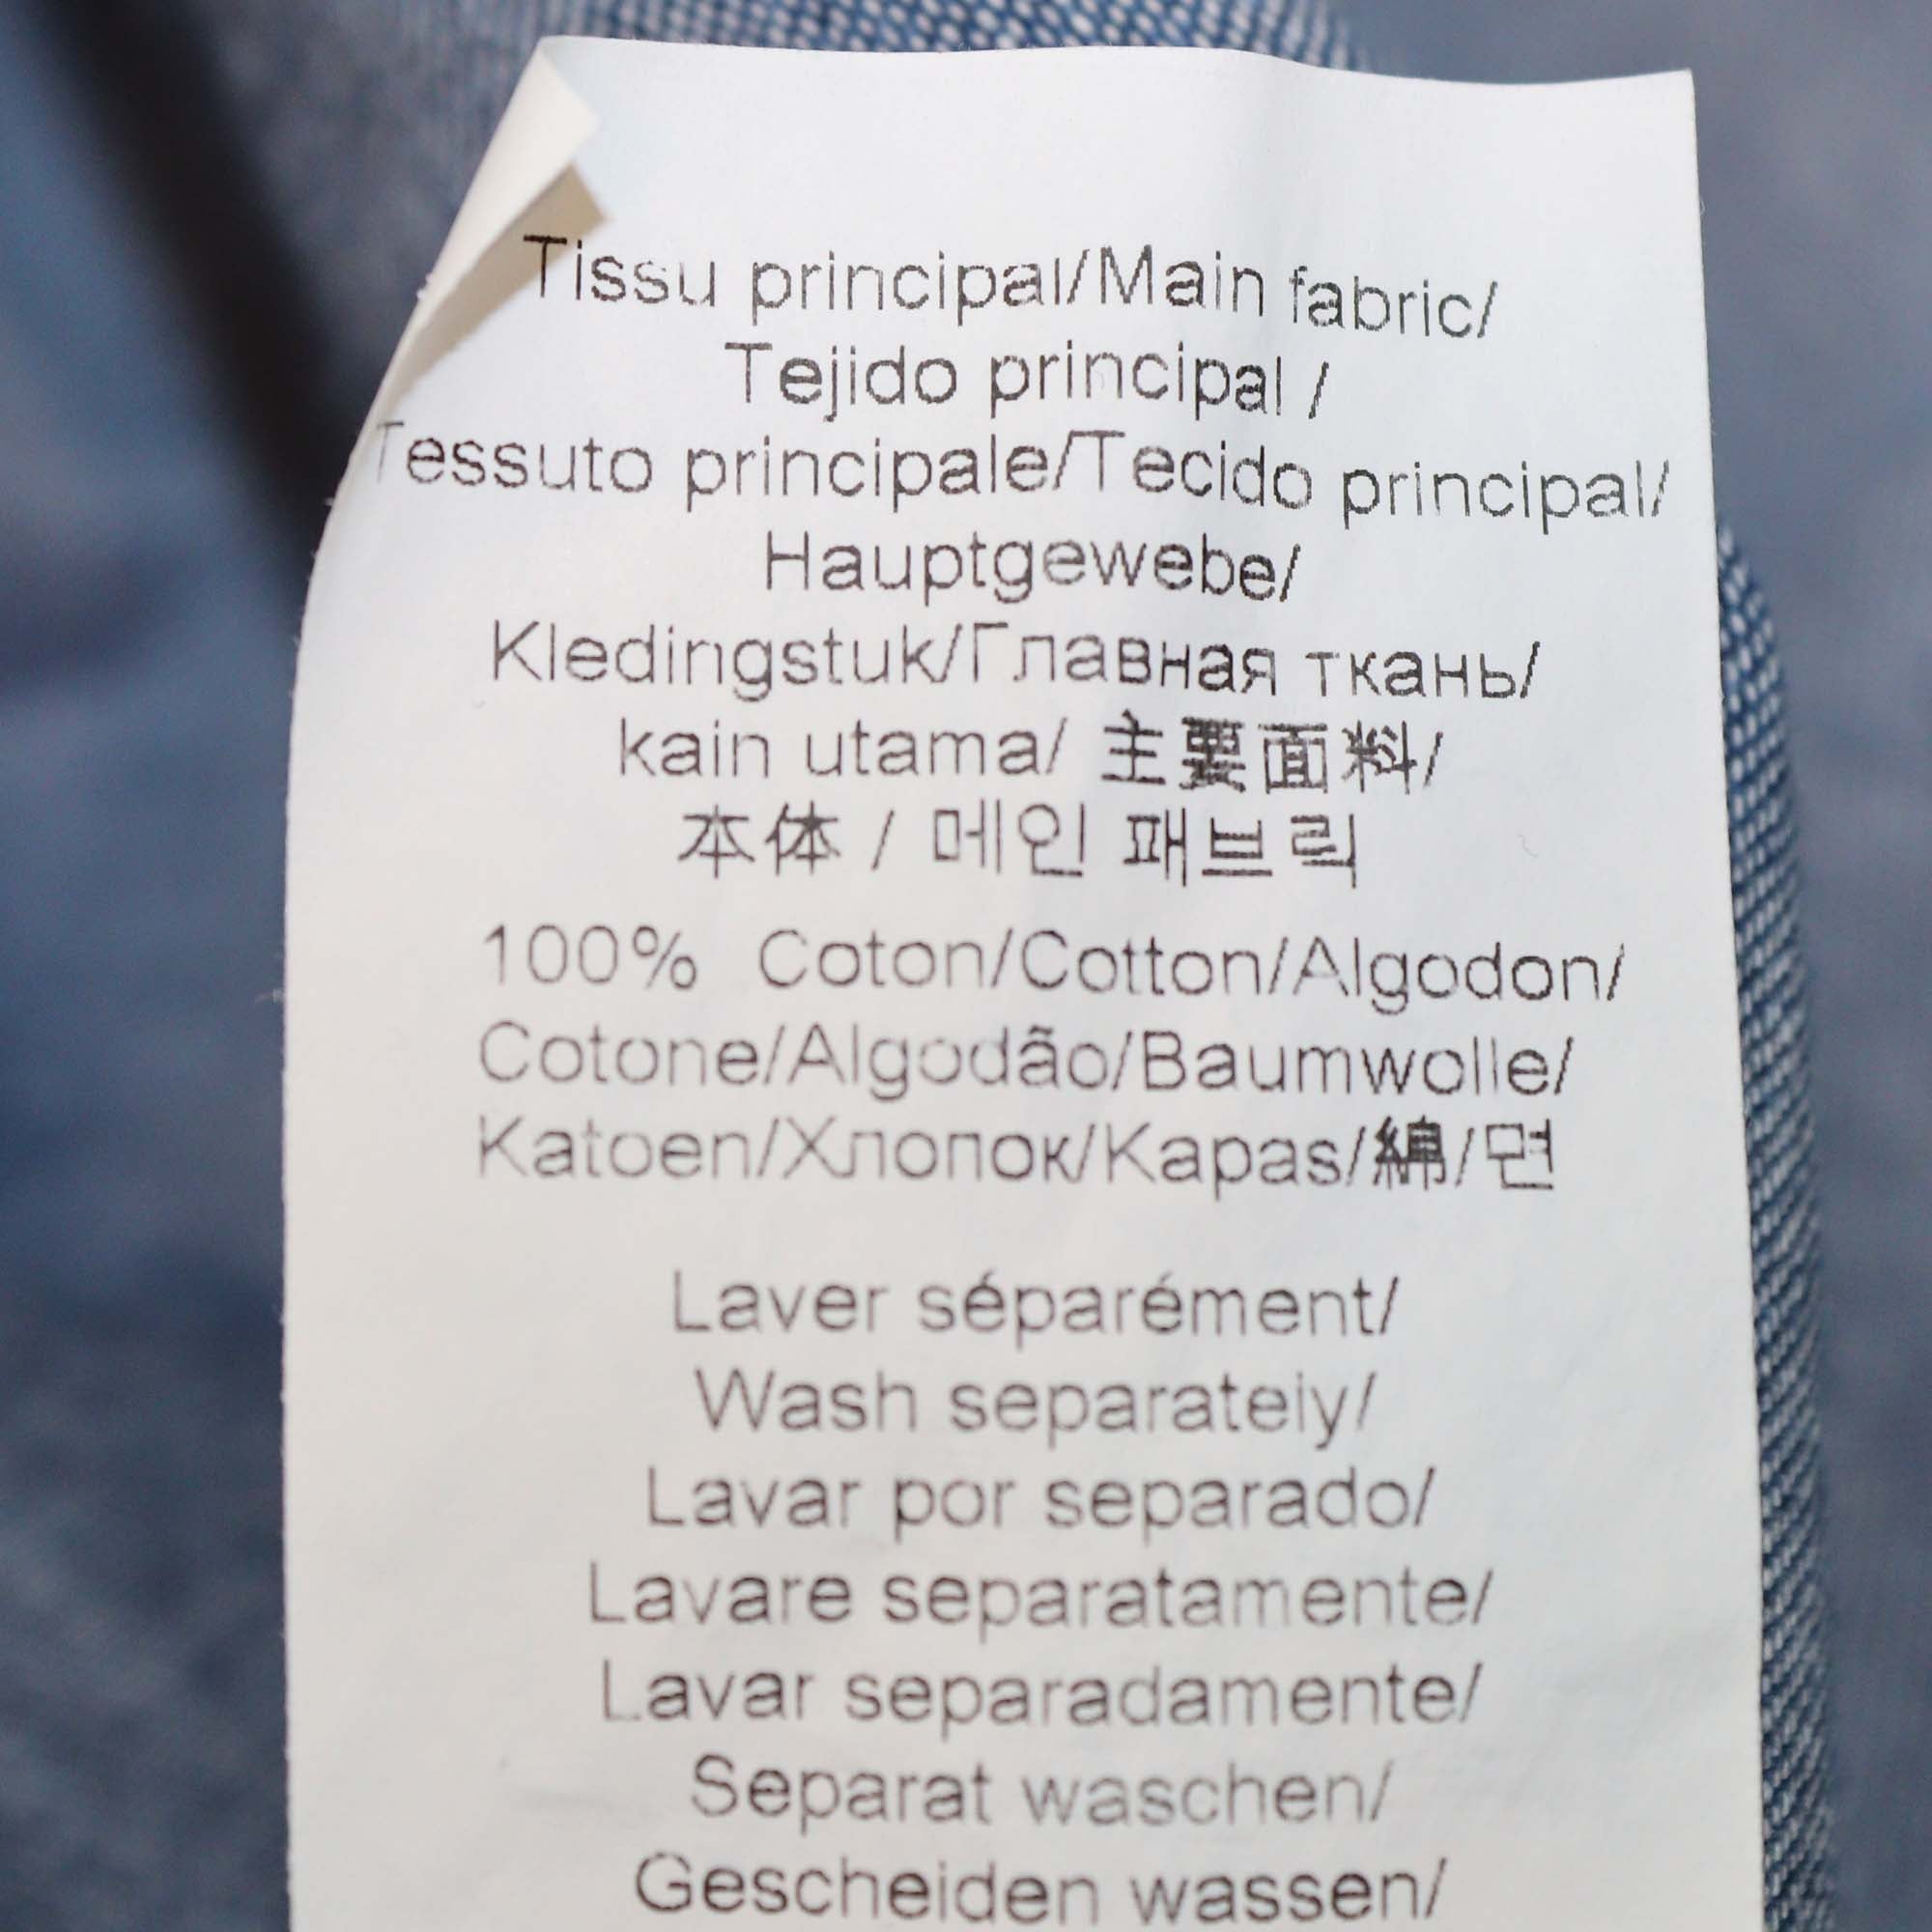 Tissu principal/Main fabric/
Tejido principal /
Tessuto principale/Tecido principal/
Hauptgewebe/
Kledingstuk/Главная ткань/
kain utama/ 主要面料/
本体 / 메인 패브릭
100% Coton/Cotton/Algodon/
Cotone/Algodão/Baumwolle/
Katoen/Хлопок/Kapas/綿/면
Laver séparément/
Wash separately/
Lavar por separado/
Lavare separatamente/
Lavar separadamente/
Separat waschen/
Gescheiden wassen/